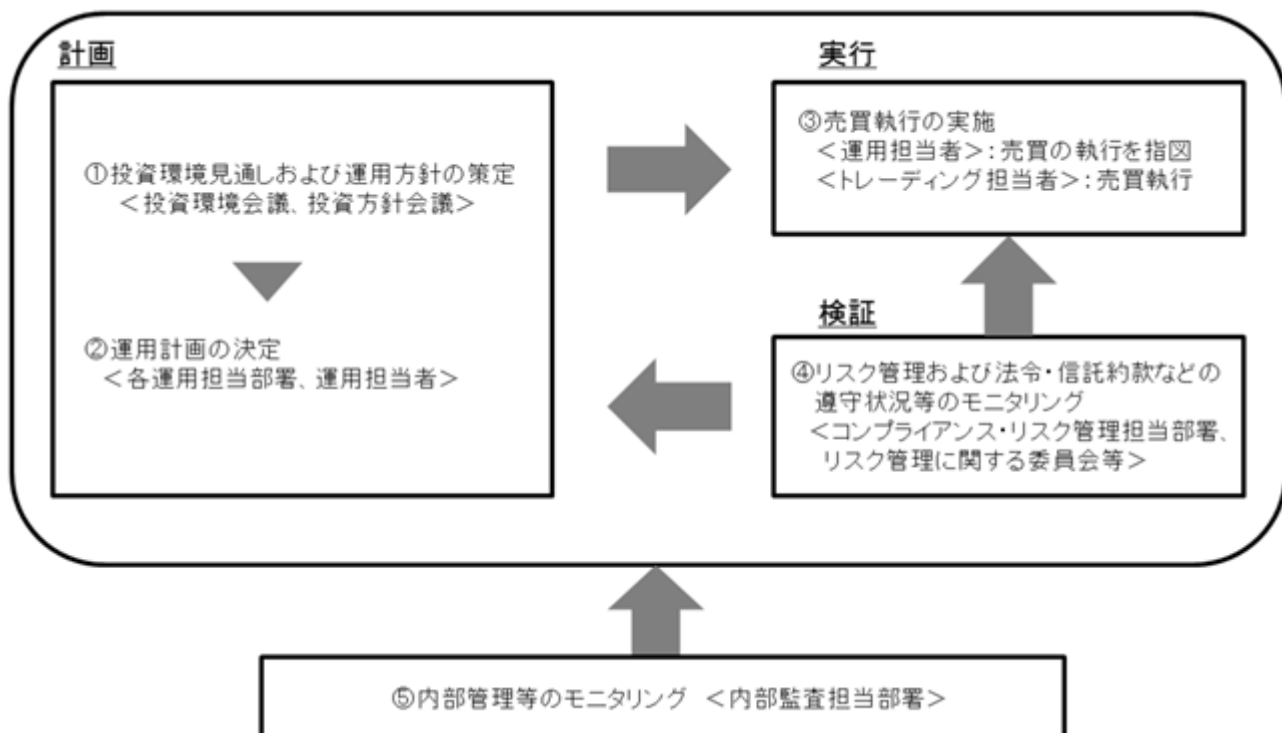 計画
①投資環境見通しおよび運用方針の策定
＜投資環境会議、投資方針会議＞
②運用計画の決定
＜各運用担当部署、運用担当者＞
実行
③売買執行の実施
＜運用担当者＞：売買の執行を指図
＜トレーディング担当者＞：売買執行
検証
④リスク管理および法令・信託約款などの
遵守状況等のモニタリング
＜コンプライアンス・リスク管理担当部署、
リスク管理に関する委員会等＞
⑤内部管理等のモニタリング ＜内部監査担当部署＞